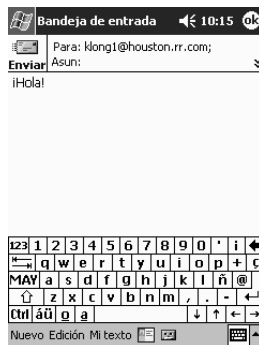 Bandeja de entrada 10:15 ok
Para: klong1@houston.rr.com;
Enviar Asun:
¡Hola!
123 1 2 3 4 5 6 7 8 9 0 ' ¡
q w e r t y u i o p + ç
MAY a s d f g h j k l ñ @
z x c v b n m , . -
Ctrl áü º ª
Nuevo Edición Mi texto